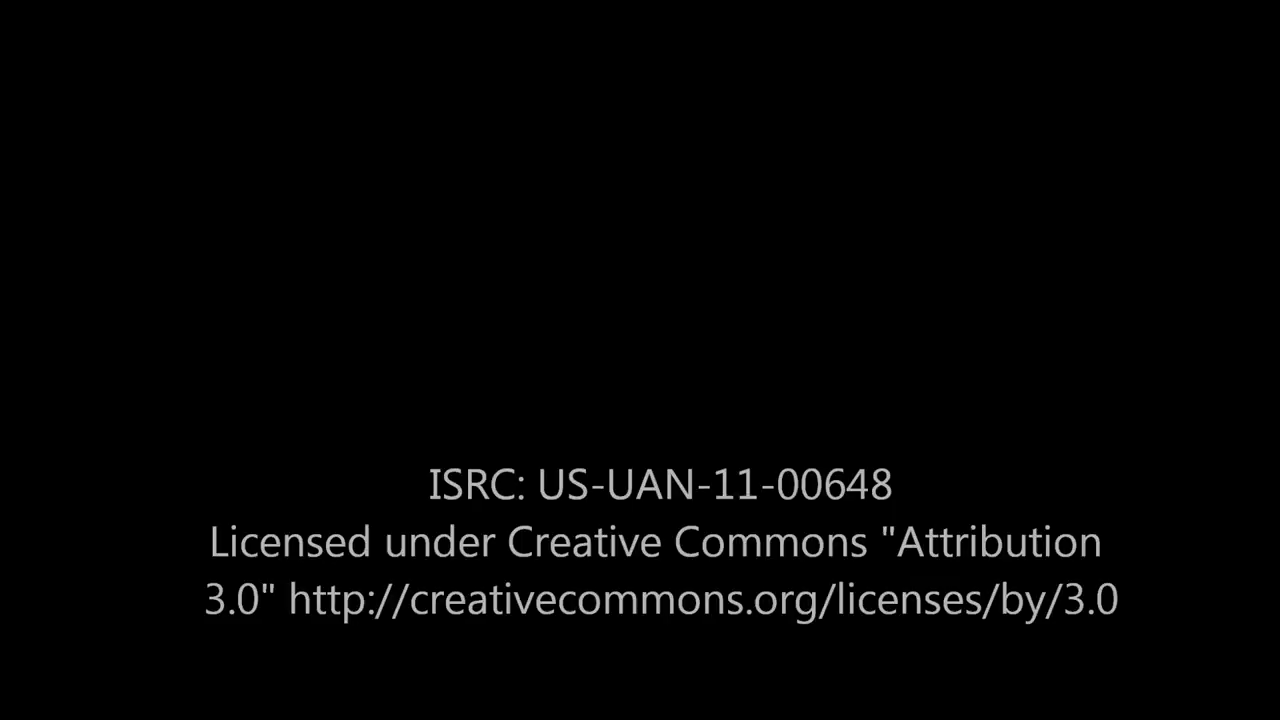 ISRC: US-UAN-11-00648
Licensed under Creative Commons "Attribution
3.0" http://creativecommons.org/licenses/by/3.0